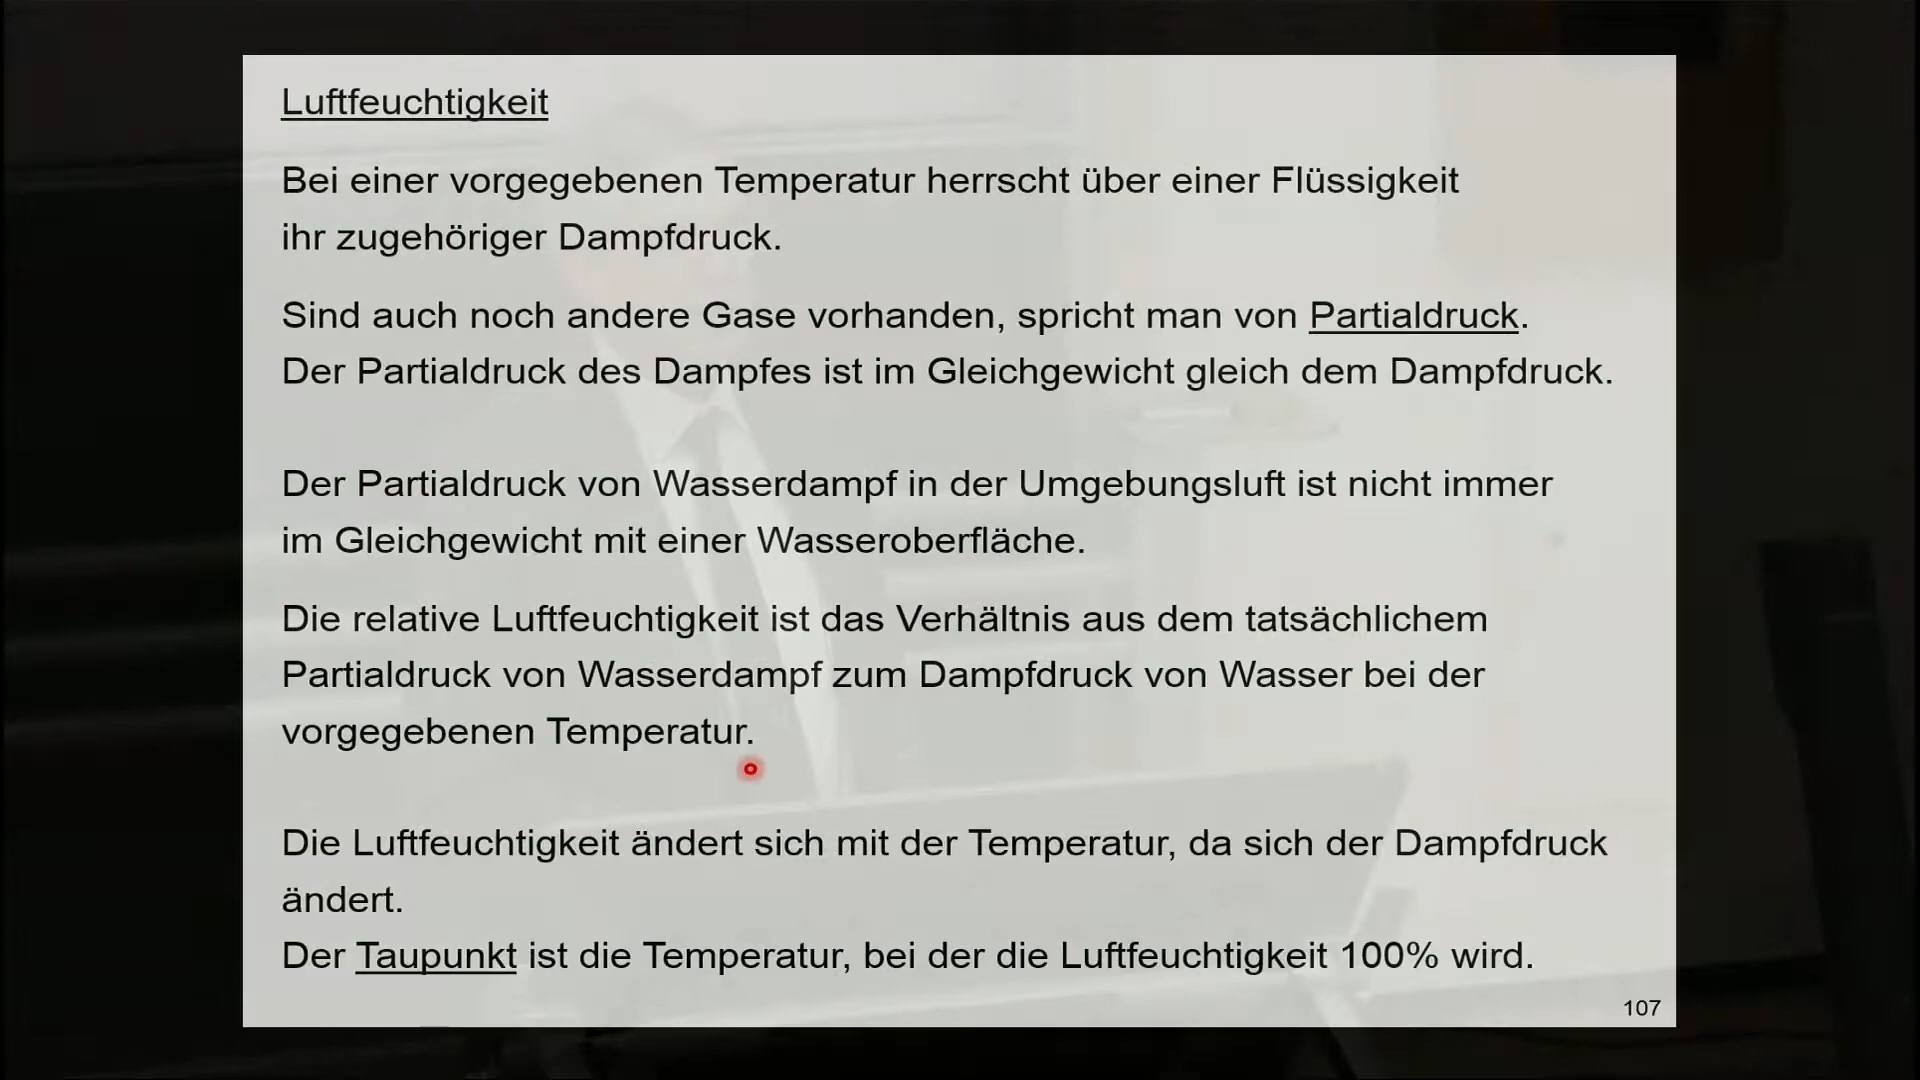 Luftfeuchtigkeit
Bei einer vorgegebenen Temperatur herrscht über einer Flüssigkeit
ihr zugehöriger Dampfdruck.
Sind auch noch andere Gase vorhanden, spricht man von Partialdruck.
Der Partialdruck des Dampfes ist im Gleichgewicht gleich dem Dampfdruck.
Der Partialdruck von Wasserdampf in der Umgebungsluft ist nicht immer
im Gleichgewicht mit einer Wasseroberfläche.
Die relative Luftfeuchtigkeit ist das Verhältnis aus dem tatsächlichem
Partialdruck von Wasserdampf zum Dampfdruck von Wasser bei der
vorgegebenen Temperatur.
Die Luftfeuchtigkeit ändert sich mit der Temperatur, da sich der Dampfdruck
ändert.
Der Taupunkt ist die Temperatur, bei der die Luftfeuchtigkeit 100% wird.
107